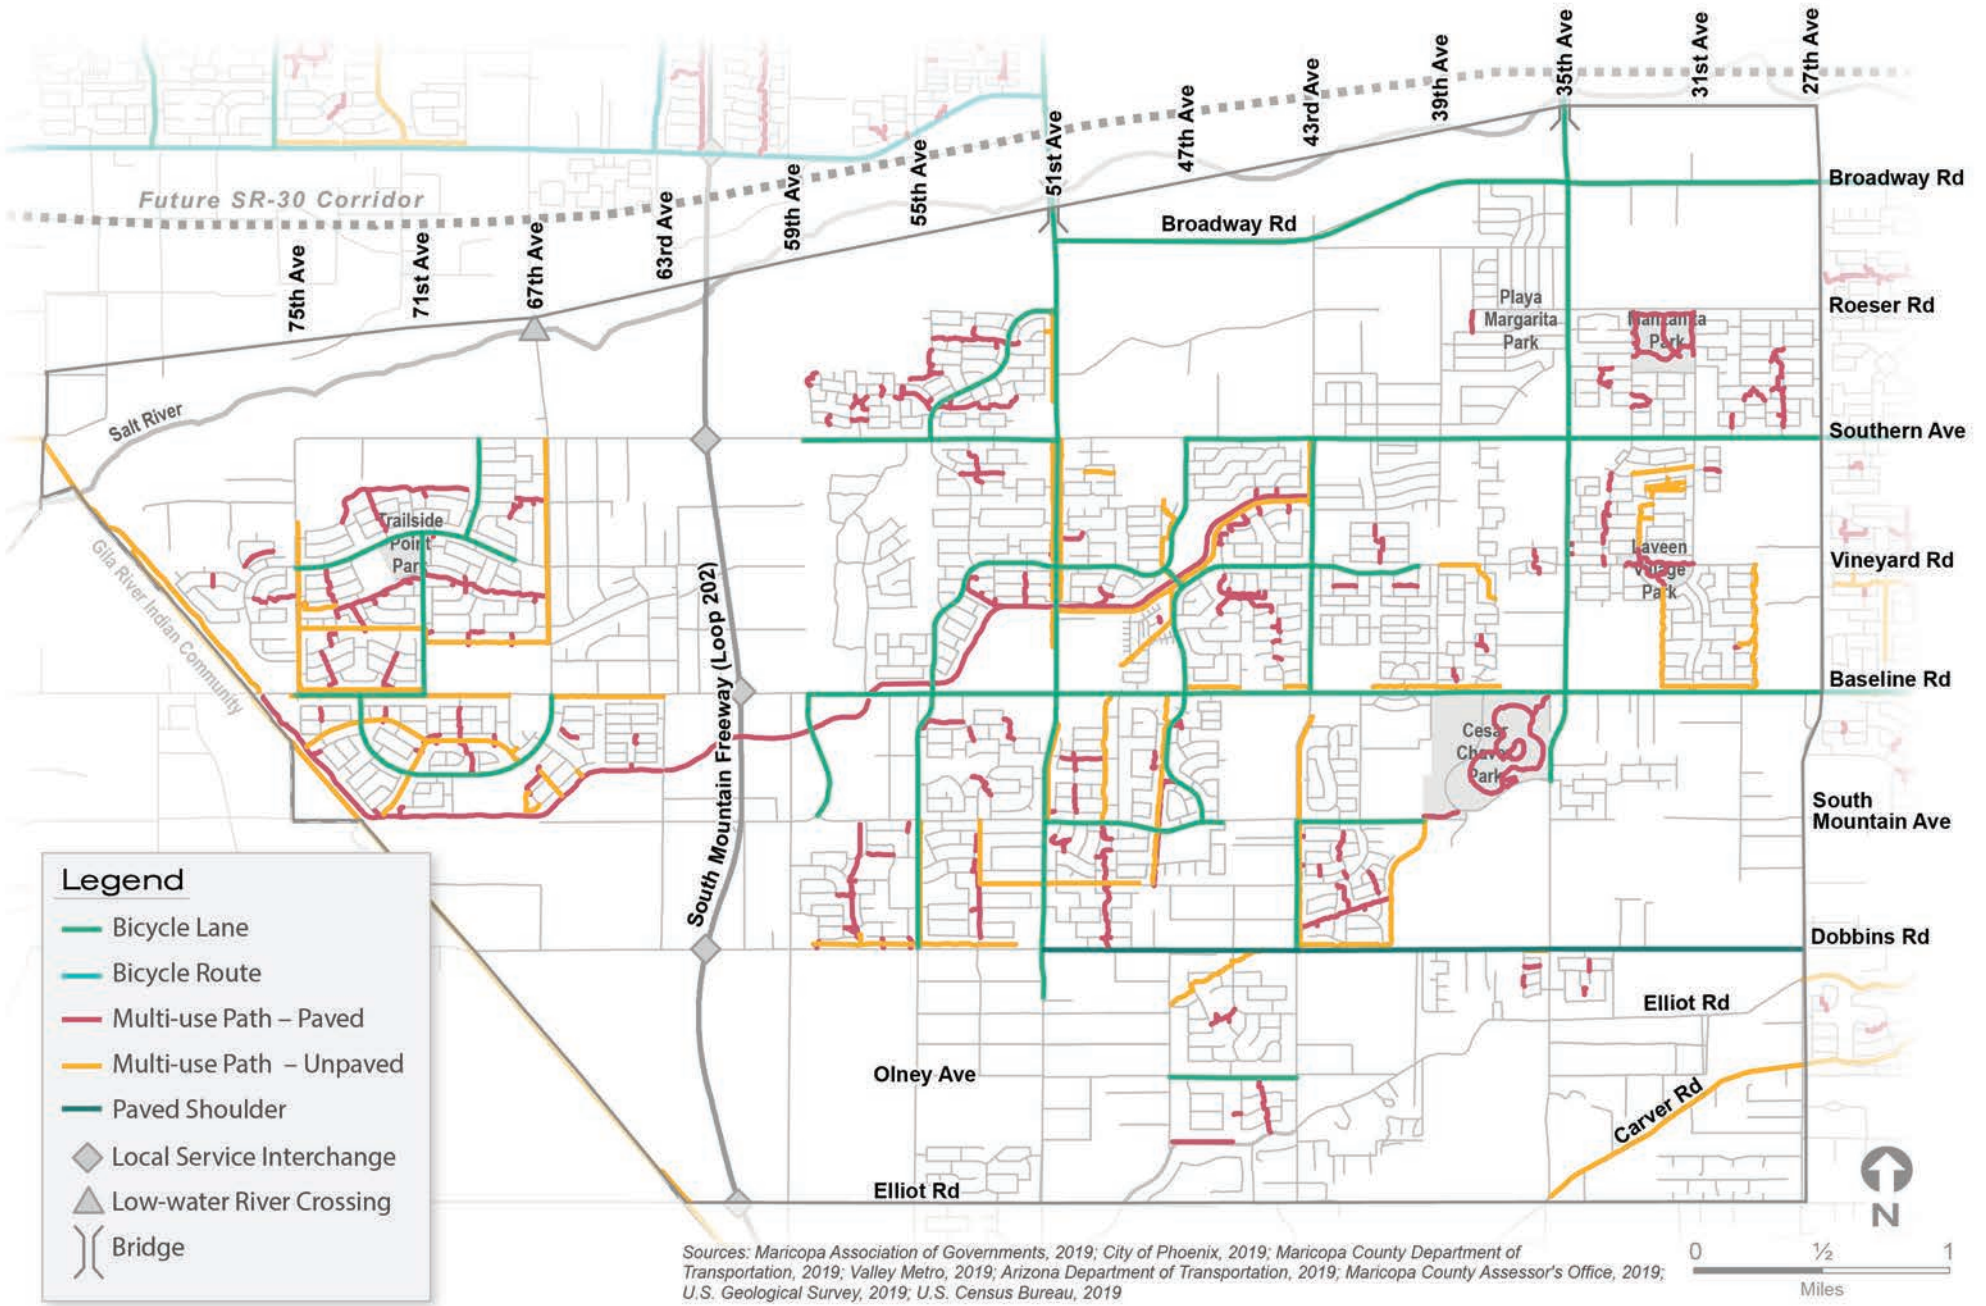 35th Ave
31st Ave
27th Ave
39th Ave
43rd Ave
47th Ave
51st Ave
55th Ave
59th Ave
63rd Ave
67th Ave
71st Ave
75th Ave
Future SR-30 Corridor
Broadway Rd
Broadway Rd
Roeser Rd
Playa
Margarita
Park
Manzanita
Park
Salt River
Southern Ave
Trailside
Point
Park
Gila River Indian Community
Laveen
Village
Park
Vineyard Rd
South Mountain Freeway (Loop 202)
Baseline Rd
Cesar
Chavez
Park
South
Mountain Ave
Dobbins Rd
Elliot Rd
Olney Ave
Carver Rd
Elliot Rd
Legend
Bicycle Lane
Bicycle Route
Multi-use Path – Paved
Multi-use Path – Unpaved
Paved Shoulder
Local Service Interchange
Low-water River Crossing
Bridge
N
0 ½ 1
Miles
Sources: Maricopa Association of Governments, 2019; City of Phoenix, 2019; Maricopa County Department of
Transportation, 2019; Valley Metro, 2019; Arizona Department of Transportation, 2019; Maricopa County Assessor's Office, 2019;
U.S. Geological Survey, 2019; U.S. Census Bureau, 2019